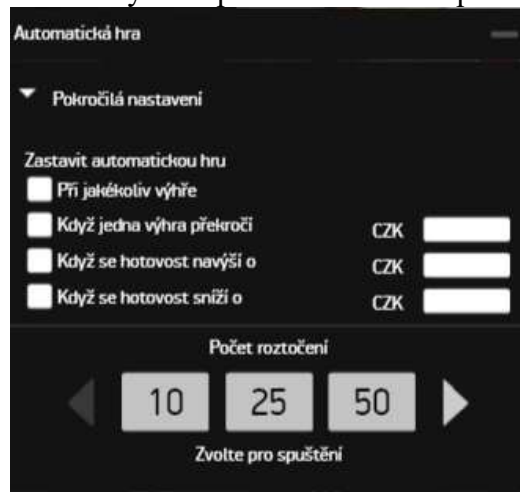 Automatická hra
Pokročilá nastavení
Zastavit automatickou hru
Při jakékoliv výhře
Když jedna výhra překročí CZK
Když se hotovost navýší o CZK
Když se hotovost sníží o CZK
Počet roztočení
10 25 50
Zvolte pro spuštění